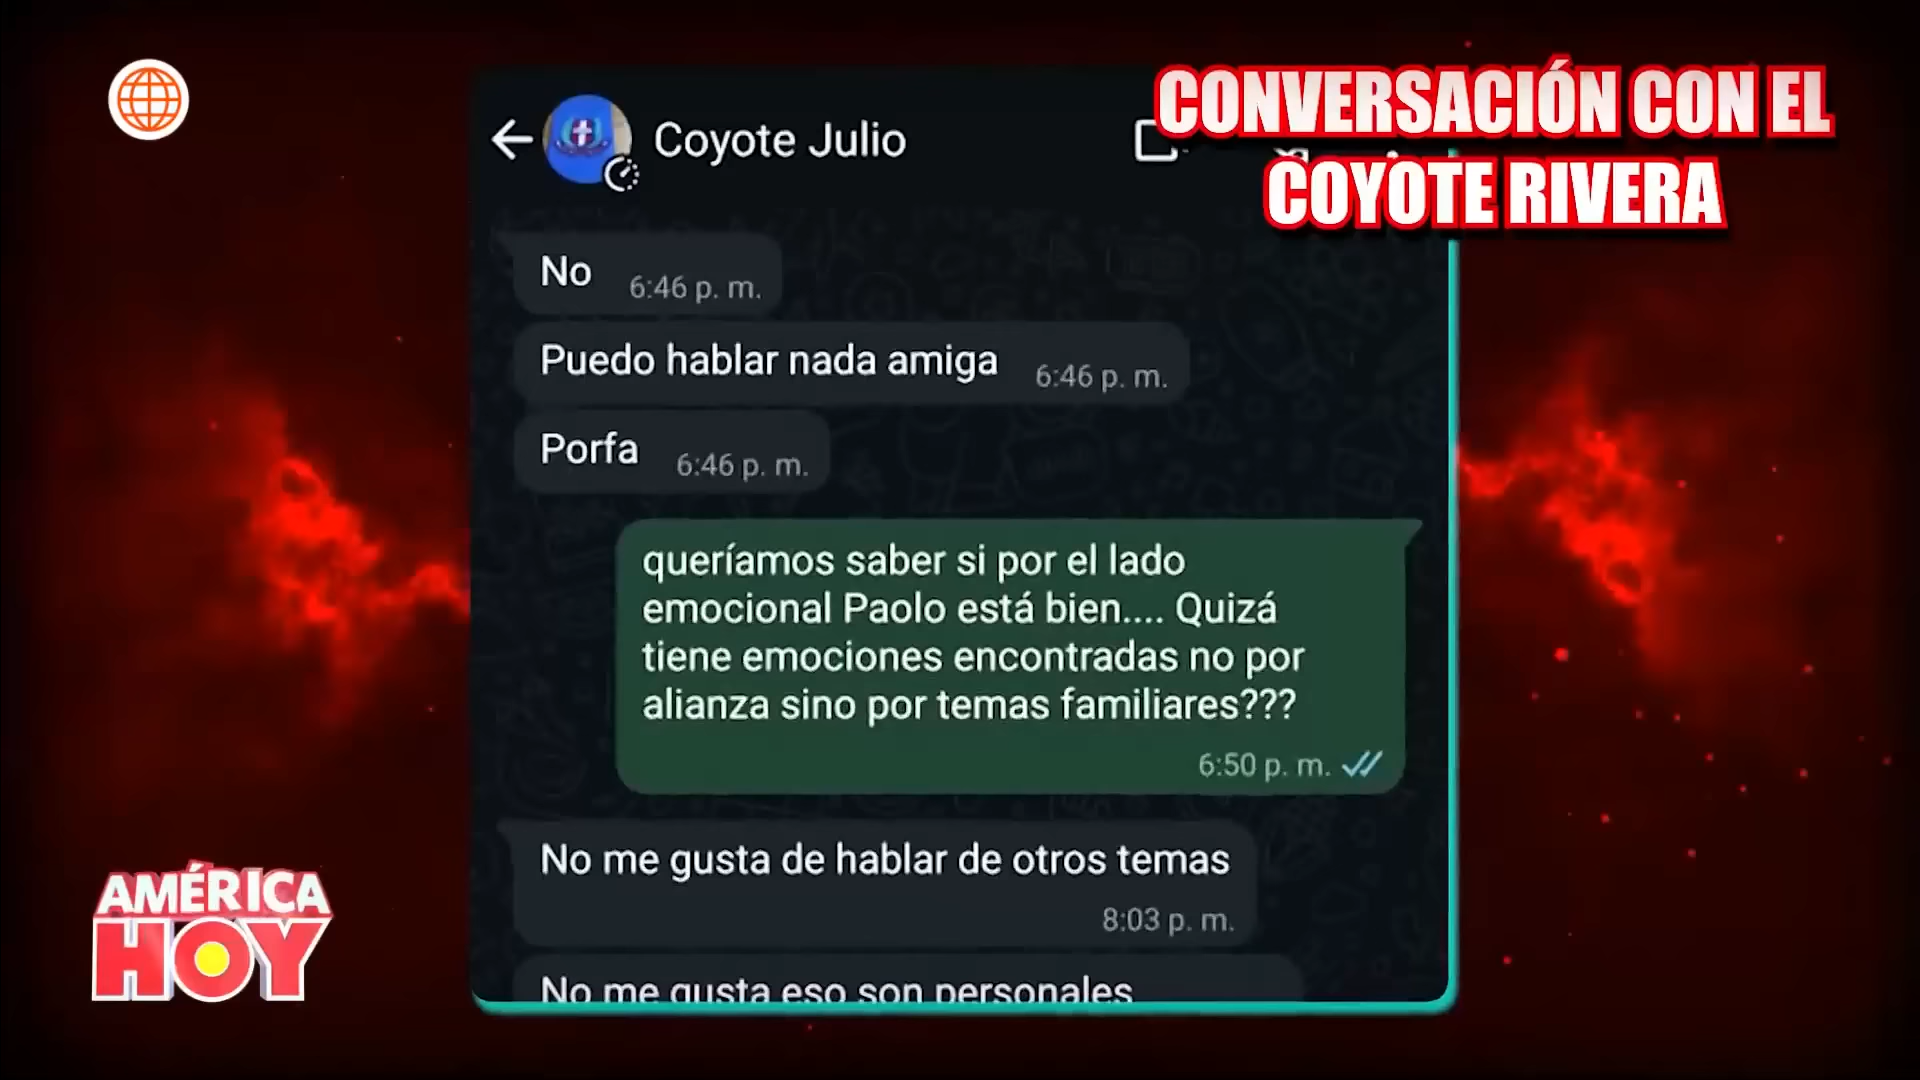 CONVERSACIÓN CON EL
COYOTE RIVERA
Coyote Julio
No 6:46 p. m.
Puedo hablar nada amiga 6:46 p. m.
Porfa 6:46 p. m.
queríamos saber si por el lado
emocional Paolo está bien.... Quizá
tiene emociones encontradas no por
alianza sino por temas familiares???
6:50 p. m.
No me gusta de hablar de otros temas
8:03 p. m.
No me gusta eso son personales
AMÉRICA
HOY